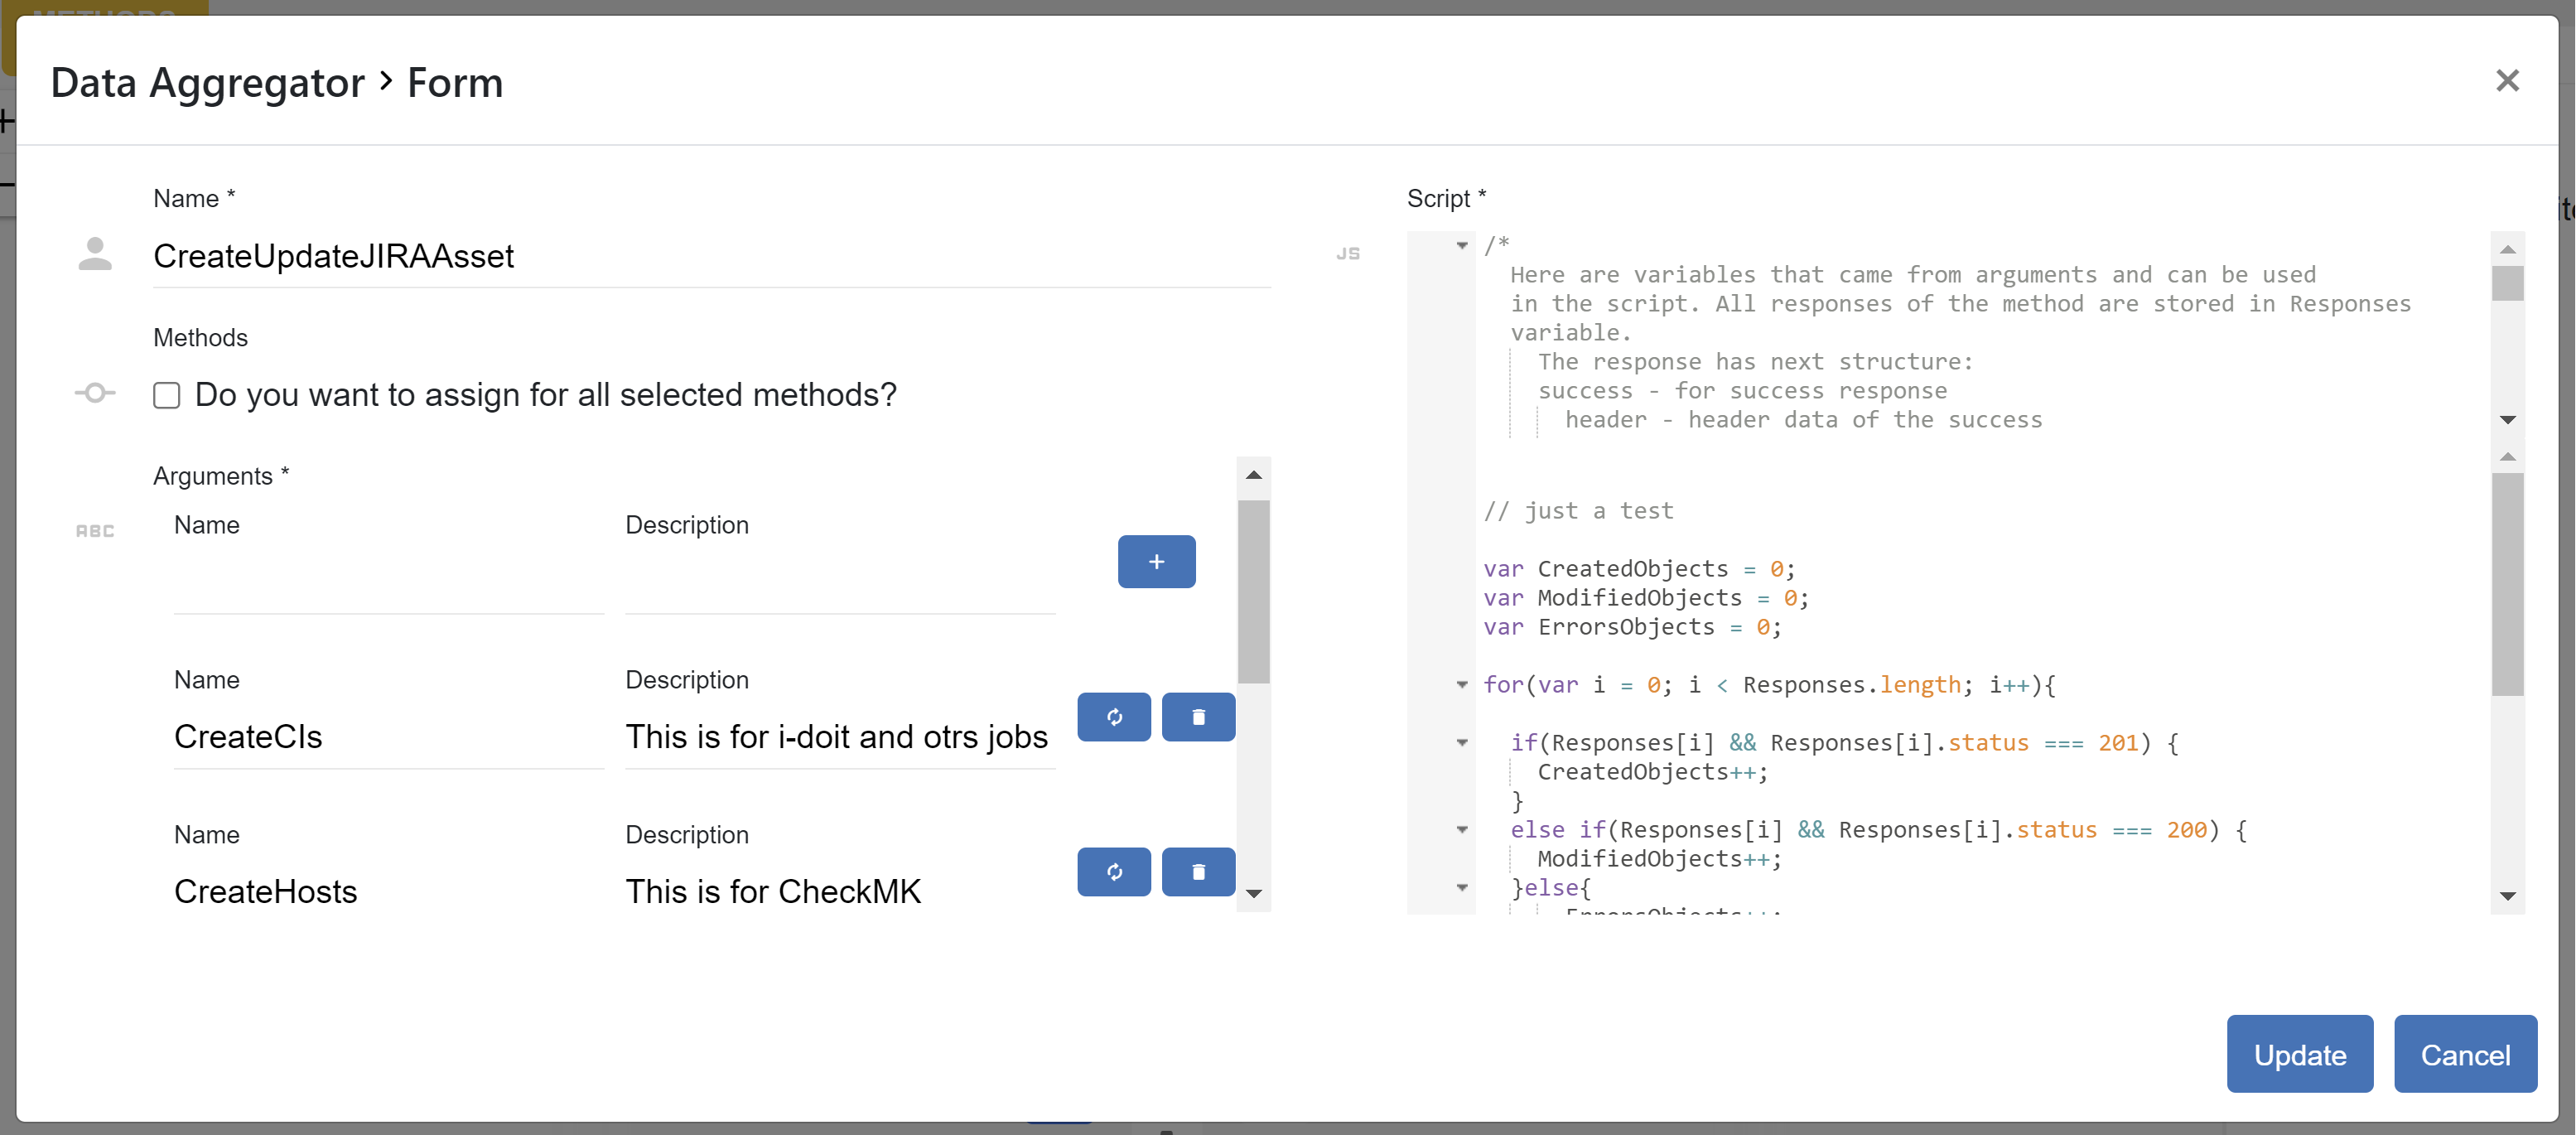 METHODS
Data Aggregator > Form
Name *
CreateUpdateJIRAAsset
Methods
Do you want to assign for all selected methods?
Arguments *
ABC
Name Description
+
Name Description
CreateCIs This is for i-doit and otrs jobs
Name Description
CreateHosts This is for CheckMK
Script *
JS
/*
Here are variables that came from arguments and can be used
in the script. All responses of the method are stored in Responses
variable.
The response has next structure:
success - for success response
header - header data of the success
// just a test
var CreatedObjects = 0;
var ModifiedObjects = 0;
var ErrorsObjects = 0;
for(var i = 0; i < Responses.length; i++){
if(Responses[i] && Responses[i].status === 201) {
CreatedObjects++;
}
else if(Responses[i] && Responses[i].status === 200) {
ModifiedObjects++;
}else{
ErrorsObjects++;
Update Cancel